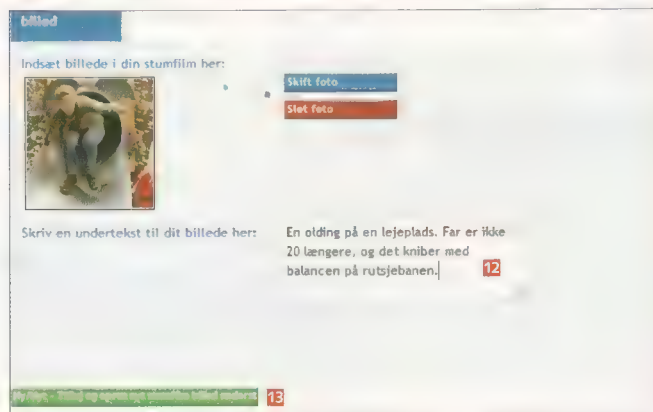 billed
Indsæt billede i din stumfilm her:
Skift foto
Slet foto
Skriv en undertekst til dit billede her:
En olding på en lejeplads. Far er ikke
20 længere, og det kniber med
balancen på rutsjebanen.
12
13